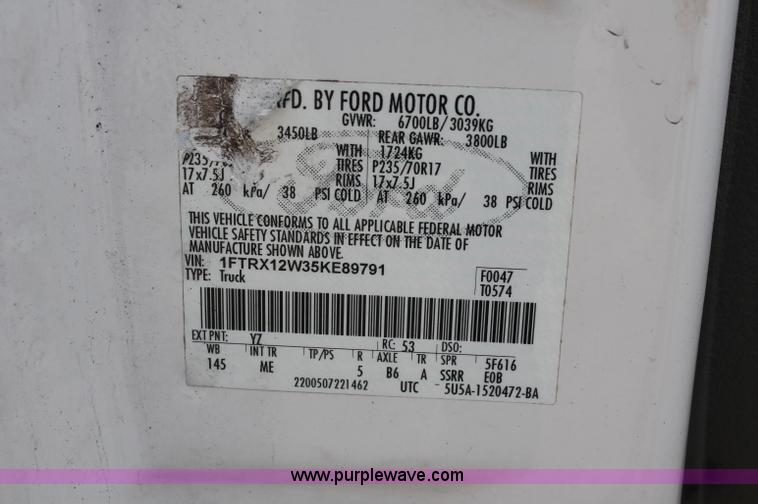 MFD. BY FORD MOTOR CO.
GVWR: 6700LB/3039KG
3450LB REAR GAWR: 3800LB
WITH 1724KG WITH
P235/70R TIRES P235/70R17 TIRES
17x7.5J RIMS 17x7.5J RIMS
AT 260 kPa/ 38 PSI COLD AT 260 kPa/ 38 PSI COLD
Ford
THIS VEHICLE CONFORMS TO ALL APPLICABLE FEDERAL MOTOR
VEHICLE SAFETY STANDARDS IN EFFECT ON THE DATE OF
MANUFACTURE SHOWN ABOVE.
VIN: 1FTRX12W35KE89791
TYPE: Truck
F0047
T0574
EXT PNT: YZ RC: 53 DSO:
WB INT TR TP/PS R AXLE TR SPR 5F616
145 ME 5 B6 A SSRR E0B
2200507221462 UTC 5U5A-1520472-BA
www.purplewave.com